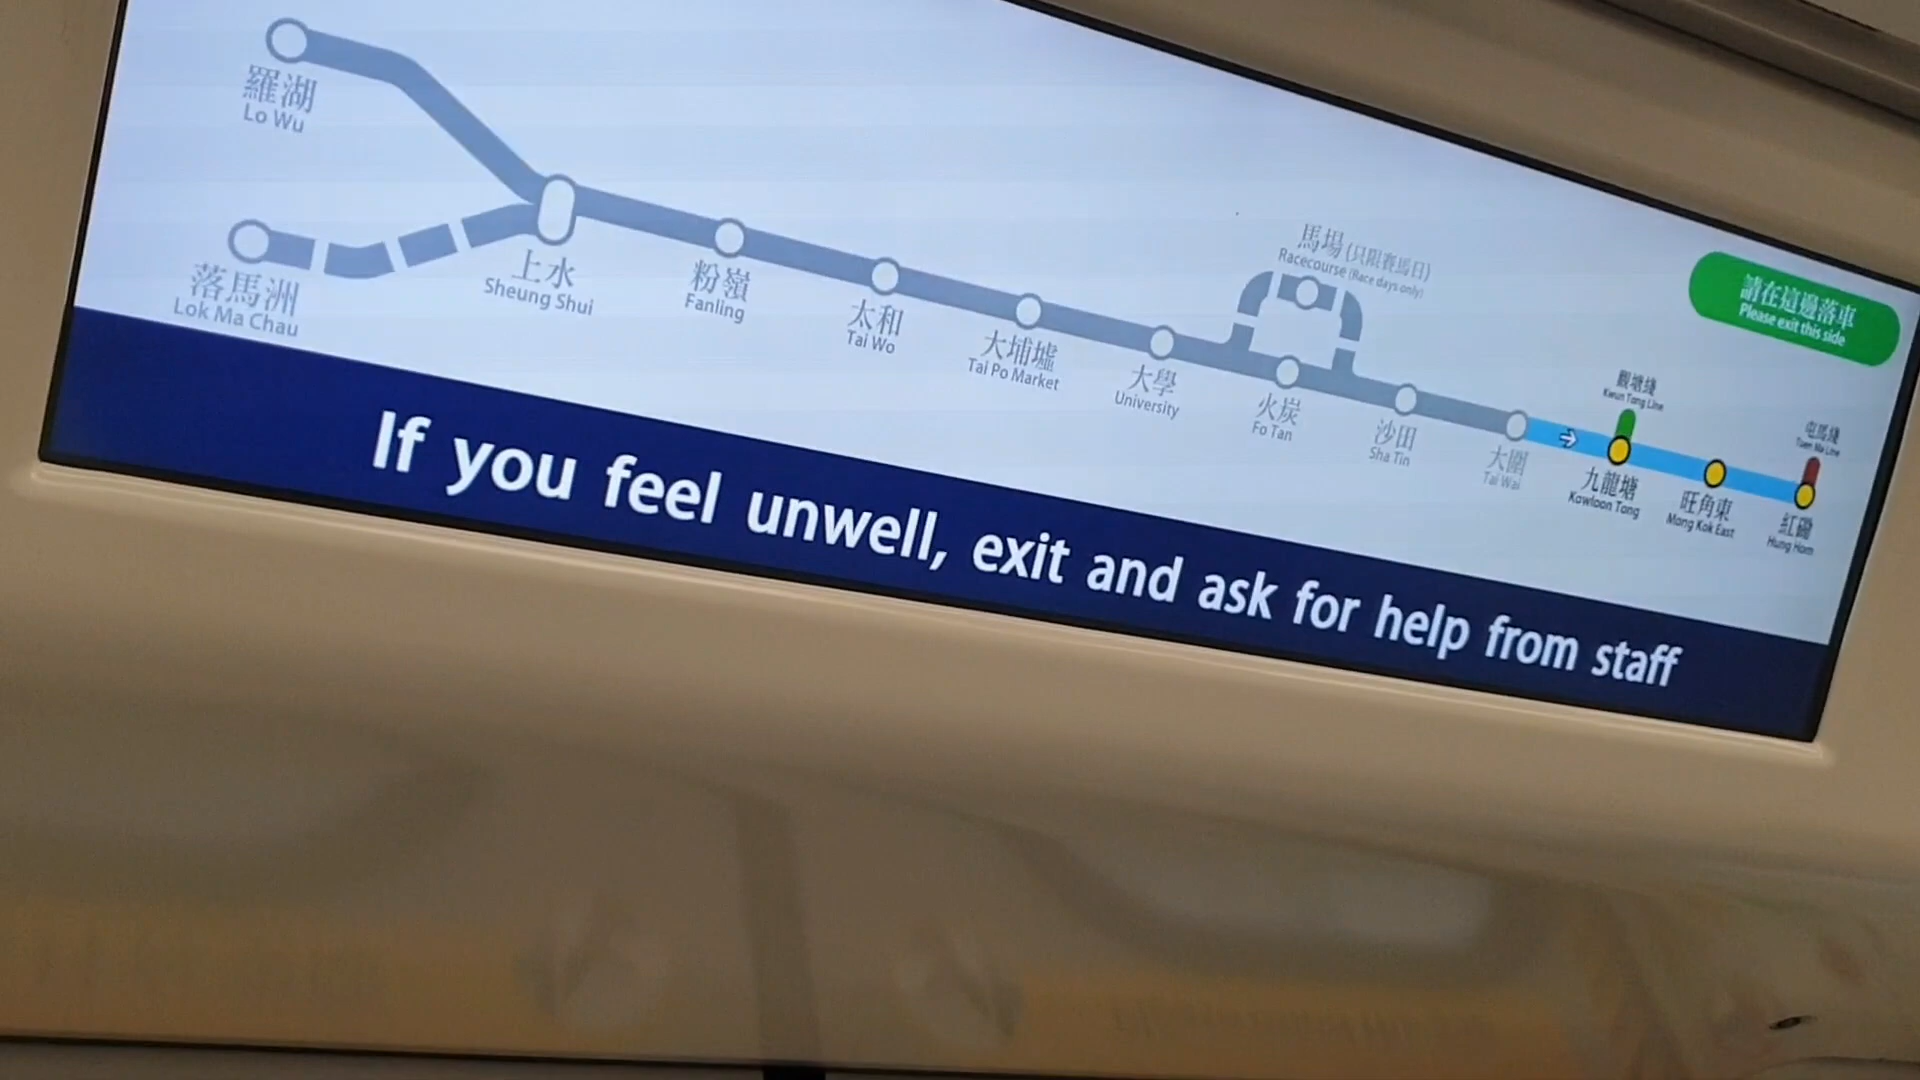 羅湖
Lo Wu
落馬洲
Lok Ma Chau
上水
Sheung Shui
粉嶺
Fanling
太和
Tai Wo
大埔墟
Tai Po Market
大學
University
馬場 (只限賽馬日)
Racecourse (Race days only)
火炭
Fo Tan
沙田
Sha Tin
大圍
Tai Wai
觀塘綫
Kwun Tong Line
九龍塘
Kowloon Tong
旺角東
Mong Kok East
屯馬綫
Tuen Ma Line
紅磡
Hung Hom
請在這邊落車
Please exit this side
If you feel unwell, exit and ask for help from staff